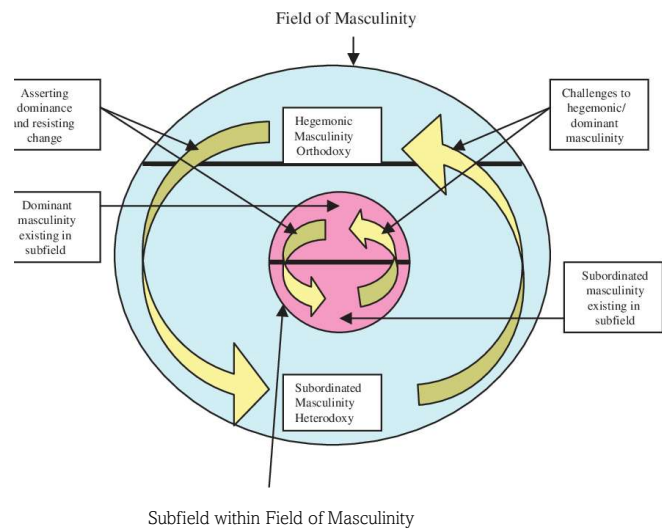 Field of Masculinity
Asserting
dominance
and resisting
change
Hegemonic
Masculinity
Orthodoxy
Challenges to
hegemonic/
dominant
masculinity
Dominant
masculinity
existing in
subfield
Subordinated
masculinity
existing in
subfield
Subordinated
Masculinity
Heterodoxy
Subfield within Field of Masculinity